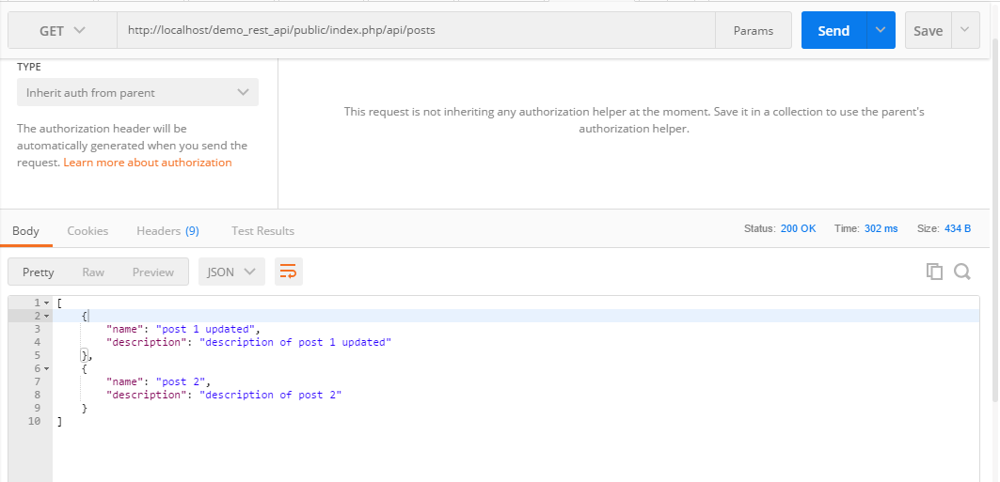 GET http://localhost/demo_rest_api/public/index.php/api/posts Params Send Save
TYPE
Inherit auth from parent
The authorization header will be
automatically generated when you send the
request. Learn more about authorization
This request is not inheriting any authorization helper at the moment. Save it in a collection to use the parent's
authorization helper.
Body Cookies Headers (9) Test Results Status: 200 OK Time: 302 ms Size: 434 B
Pretty Raw Preview JSON
1 [
2 {
3 "name": "post 1 updated",
4 "description": "description of post 1 updated"
5 },
6 {
7 "name": "post 2",
8 "description": "description of post 2"
9 }
10 ]